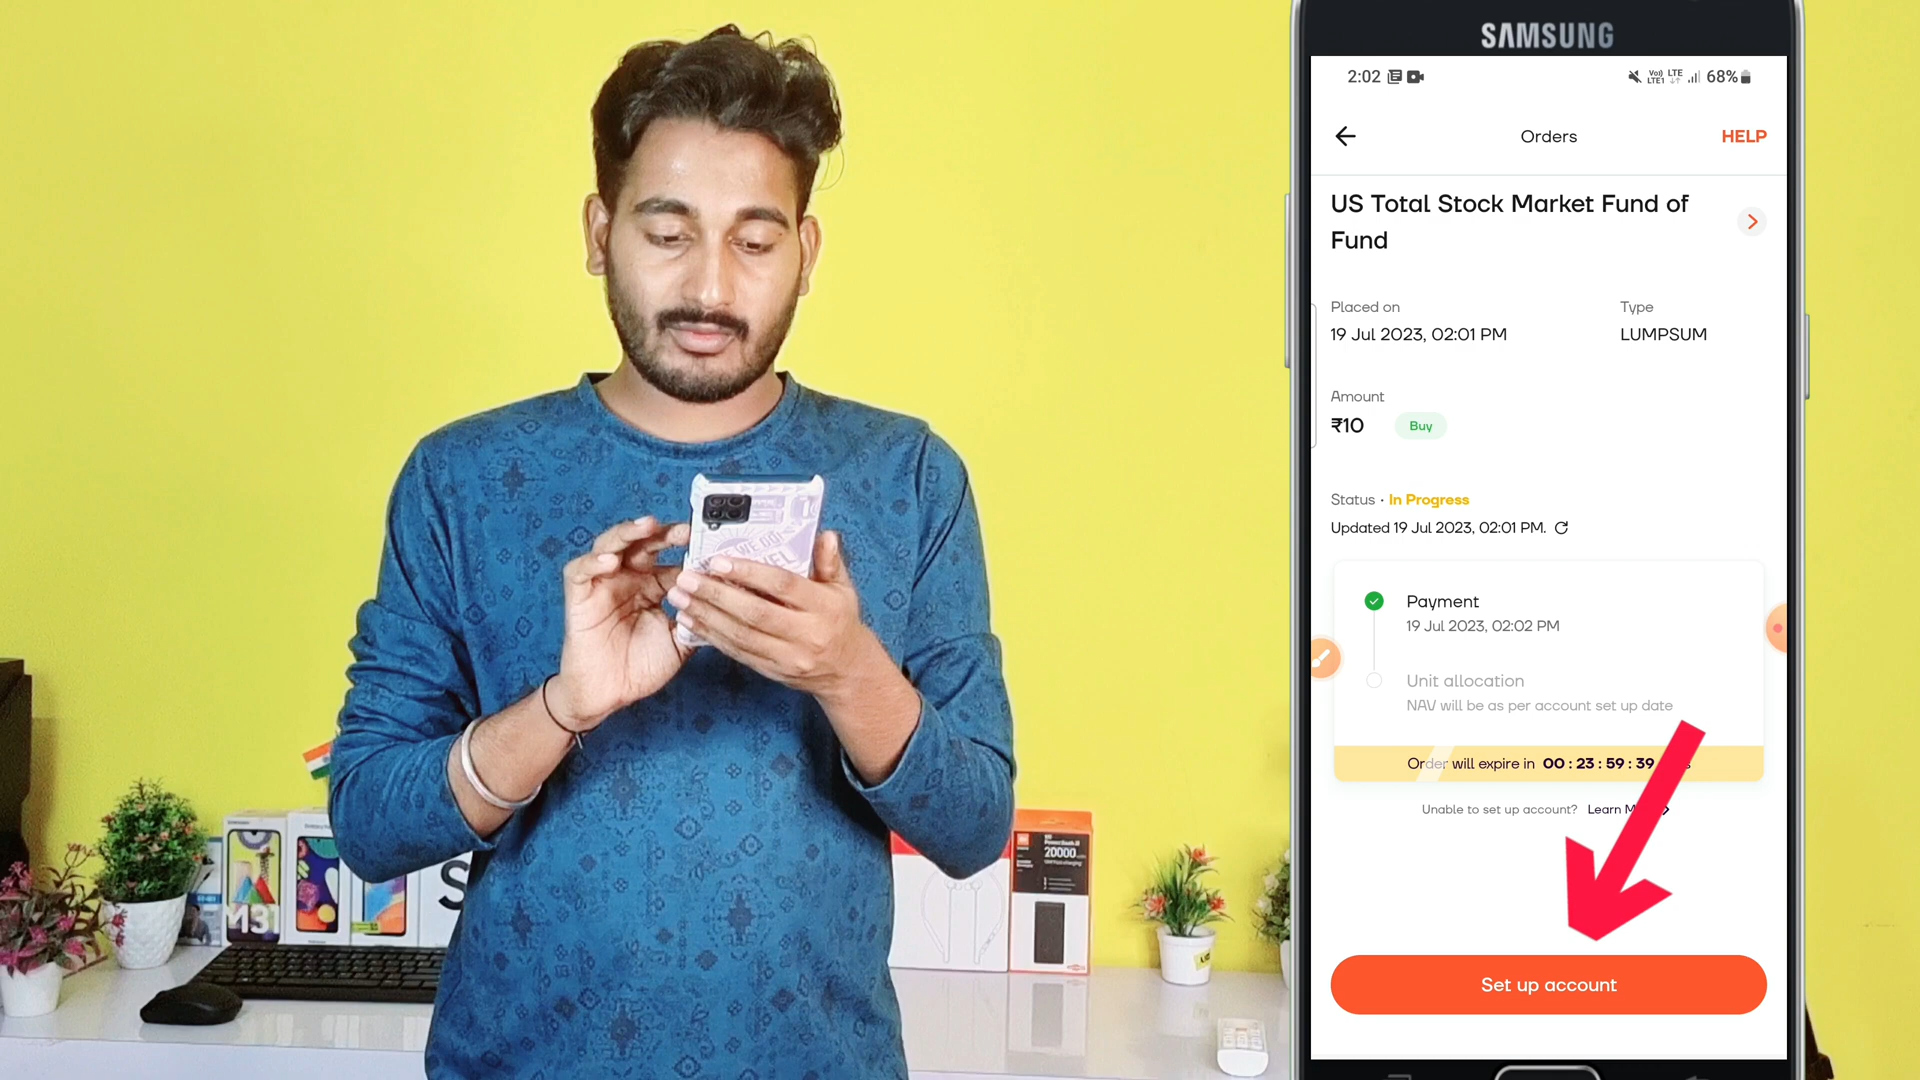 SAMSUNG
2:02
Vo)) LTE
LTE1
68%
Orders
HELP
US Total Stock Market Fund of
Fund
Placed on
Type
19 Jul 2023, 02:01 PM
LUMPSUM
Amount
₹10
Buy
Status · In Progress
Updated 19 Jul 2023, 02:01 PM.
Payment
19 Jul 2023, 02:02 PM
Unit allocation
NAV will be as per account set up date
Order will expire in 00 : 23 : 59 : 39
Unable to set up account? Learn
Set up account
M31
S
20000